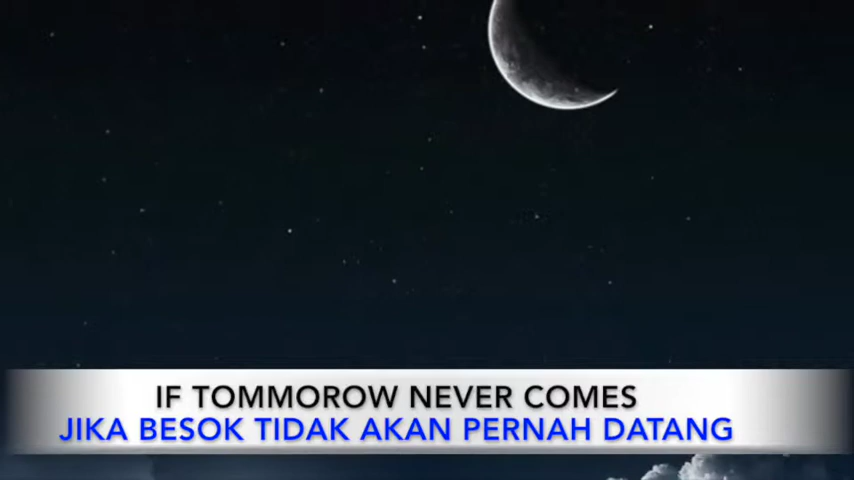 IF TOMMOROW NEVER COMES
JIKA BESOK TIDAK AKAN PERNAH DATANG